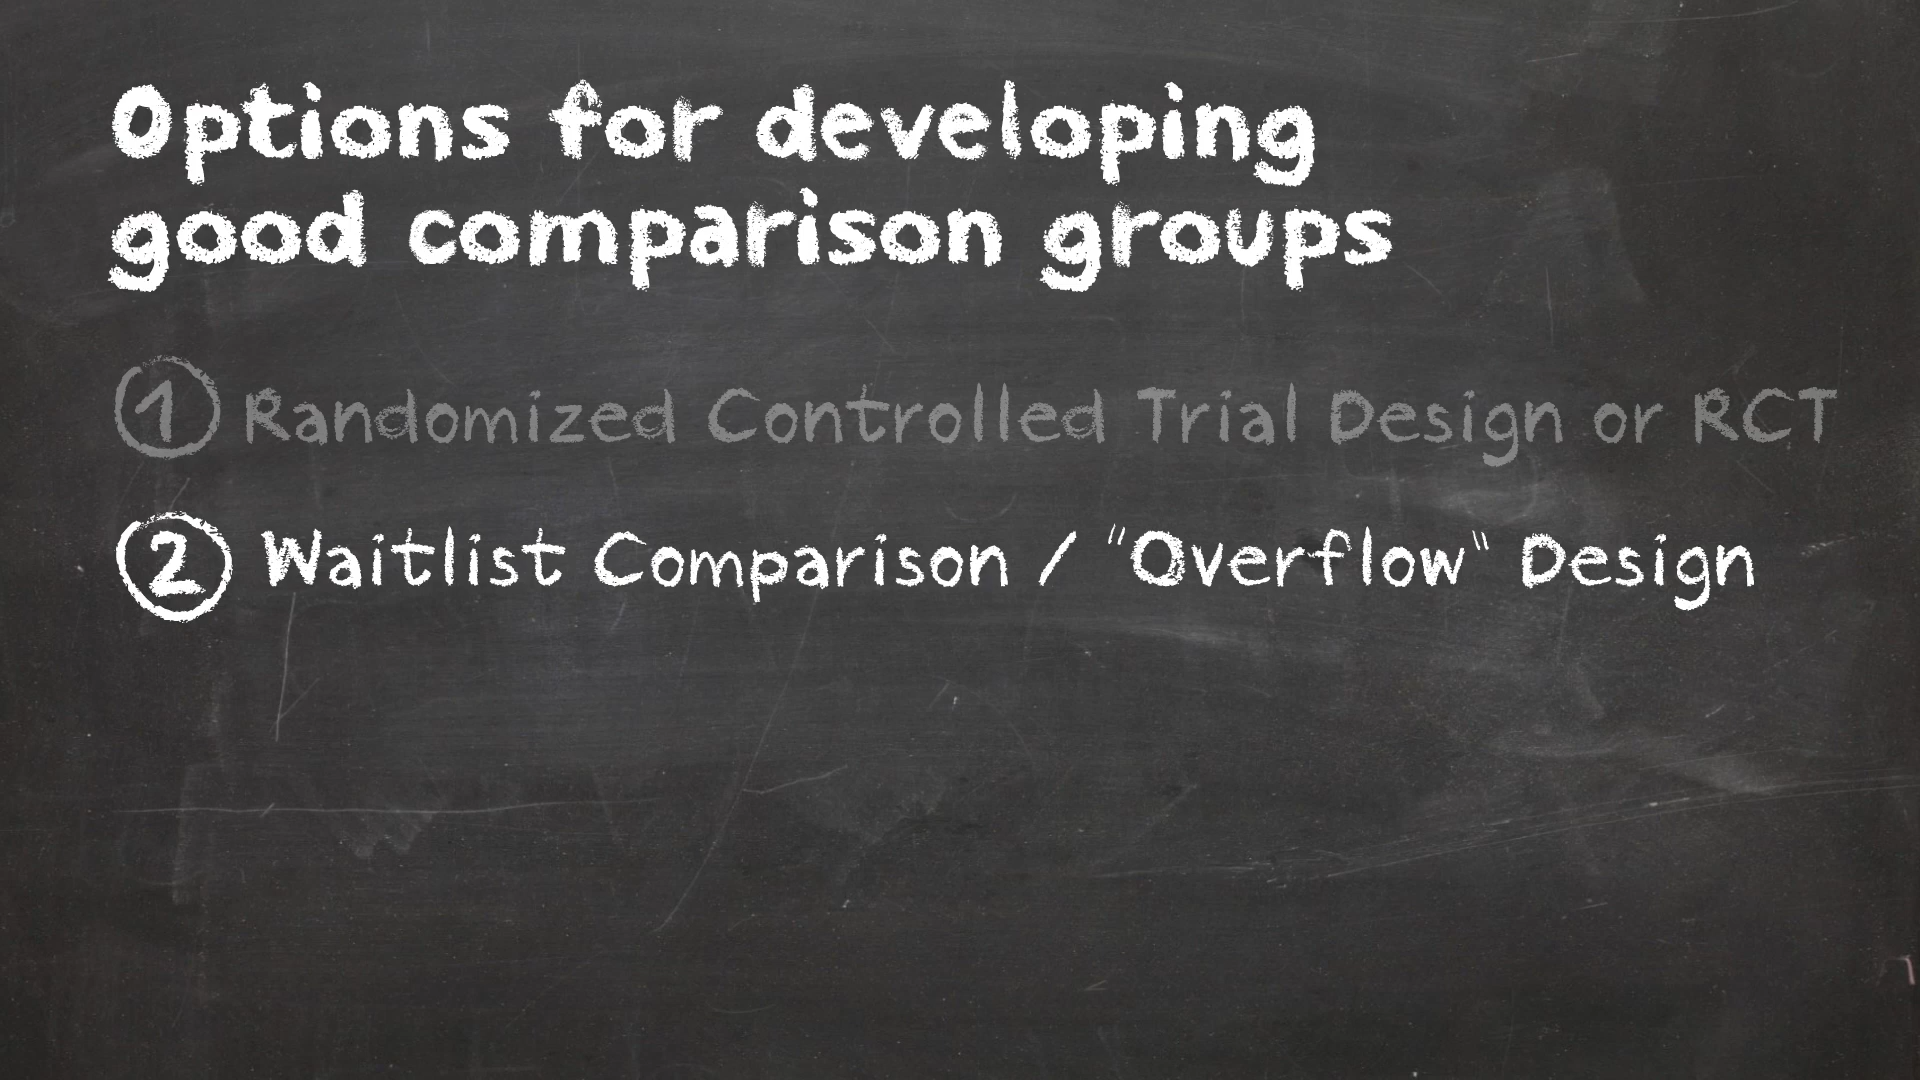 Options for developing
good comparison groups
1 Randomized Controlled Trial Design or RCT
2 Waitlist Comparison / "Overflow" Design